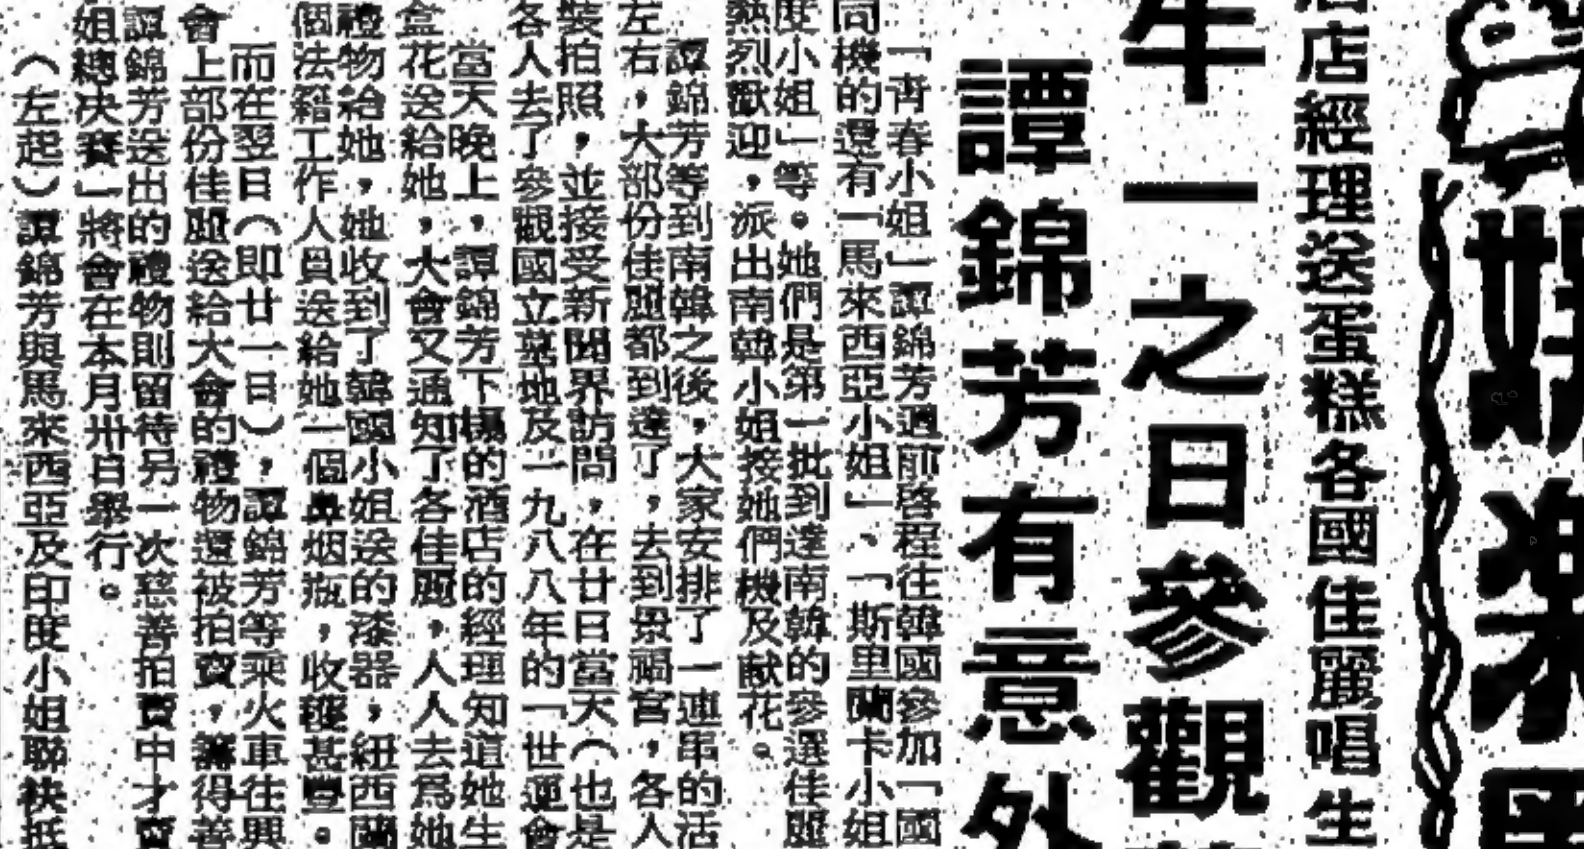 店經理送蛋糕各國佳麗唱生
一之日參觀
譚錦芳有意外
「青春小姐」譚錦芳週前啓程往韓國參加「國
同機的還有「馬來西亞小姐」、「斯里蘭卡小姐
度小姐」等。她們是第一批到達南韓的參選佳麗
熱烈歡迎,派出南韓小姐接她們機及献花。
譚錦芳等到南韓之後,大家安排了一連串的活
左右,大部份佳麗都到達了,去到景福宮,各人
裝拍照,並接受新聞界訪問,在廿日當天(也是
各人去了參觀國立墓地及一九八八年的「世運會
當天晚上,譚錦芳下榻的酒店的經理知道她生
盒花送給她,大會又通知了各佳麗,人人去爲她
禮物給她,她收到了韓國小姐送的漆器,紐西蘭
個法籍工作人員送給她一個鼻烟瓶,收穫甚豐。
而在翌日(即廿一日),譚錦芳等乘火車往興
會上部份佳麗送給大會的禮物還被拍賣,籌得善
譚錦芳送出的禮物則留待另一次慈善拍賣中才賣
姐總決賽」將會在本月卅日舉行。
(左起)譚錦芳與馬來西亞及印度小姐聯袂抵